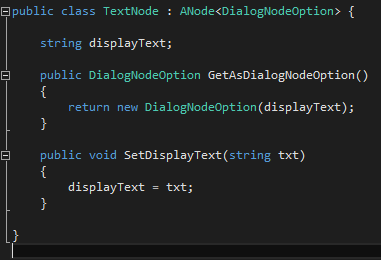 public class TextNode : ANode<DialogNodeOption> {
string displayText;
public DialogNodeOption GetAsDialogNodeOption()
{
return new DialogNodeOption(displayText);
}
public void SetDisplayText(string txt)
{
displayText = txt;
}
}